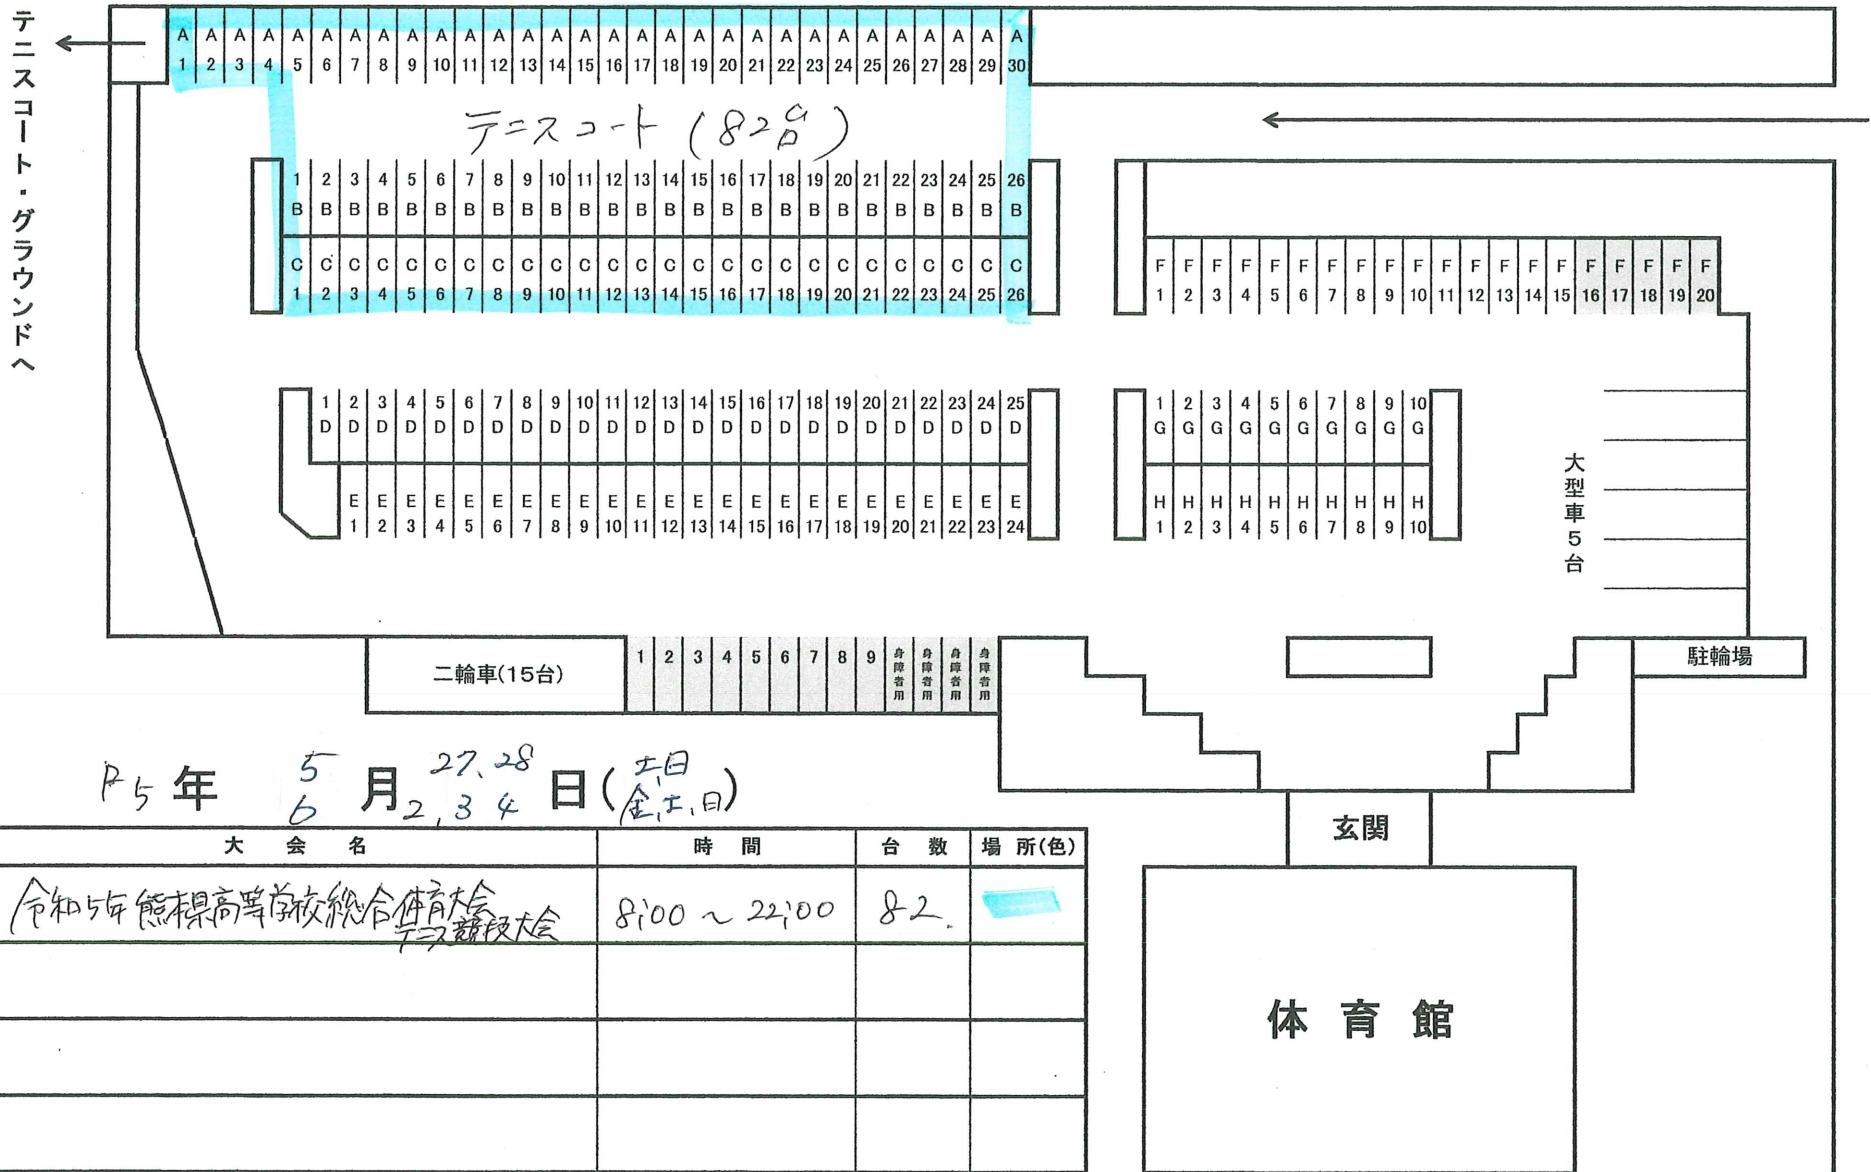 テニスコート・グラウンドへ
A A A A A A A A A A A A A A A A A A A A A A A A A A A A A A
1 2 3 4 5 6 7 8 9 10 11 12 13 14 15 16 17 18 19 20 21 22 23 24 25 26 27 28 29 30
テニスコート (82台)
1 2 3 4 5 6 7 8 9 10 11 12 13 14 15 16 17 18 19 20 21 22 23 24 25 26
B B B B B B B B B B B B B B B B B B B B B B B B B B
C C C C C C C C C C C C C C C C C C C C C C C C C C
1 2 3 4 5 6 7 8 9 10 11 12 13 14 15 16 17 18 19 20 21 22 23 24 25 26
F F F F F F F F F F F F F F F F F F F F
1 2 3 4 5 6 7 8 9 10 11 12 13 14 15 16 17 18 19 20
1 2 3 4 5 6 7 8 9 10 11 12 13 14 15 16 17 18 19 20 21 22 23 24 25
D D D D D D D D D D D D D D D D D D D D D D D D D
E E E E E E E E E E E E E E E E E E E E E E E E
1 2 3 4 5 6 7 8 9 10 11 12 13 14 15 16 17 18 19 20 21 22 23 24
1 2 3 4 5 6 7 8 9 10
G G G G G G G G G G
H H H H H H H H H H
1 2 3 4 5 6 7 8 9 10
大型車5台
二輪車(15台)
1 2 3 4 5 6 7 8 9 身障者用 身障者用 身障者用 身障者用
駐輪場
R5 年 5 月 27, 28 日 (土,日
6 2, 3 4 金,土,日)
玄関
大会名 時間 台数 場所(色)
令和5年熊本県高等学校総合体育大会 8:00 ~ 22:00 82
テニス競技大会
体育館